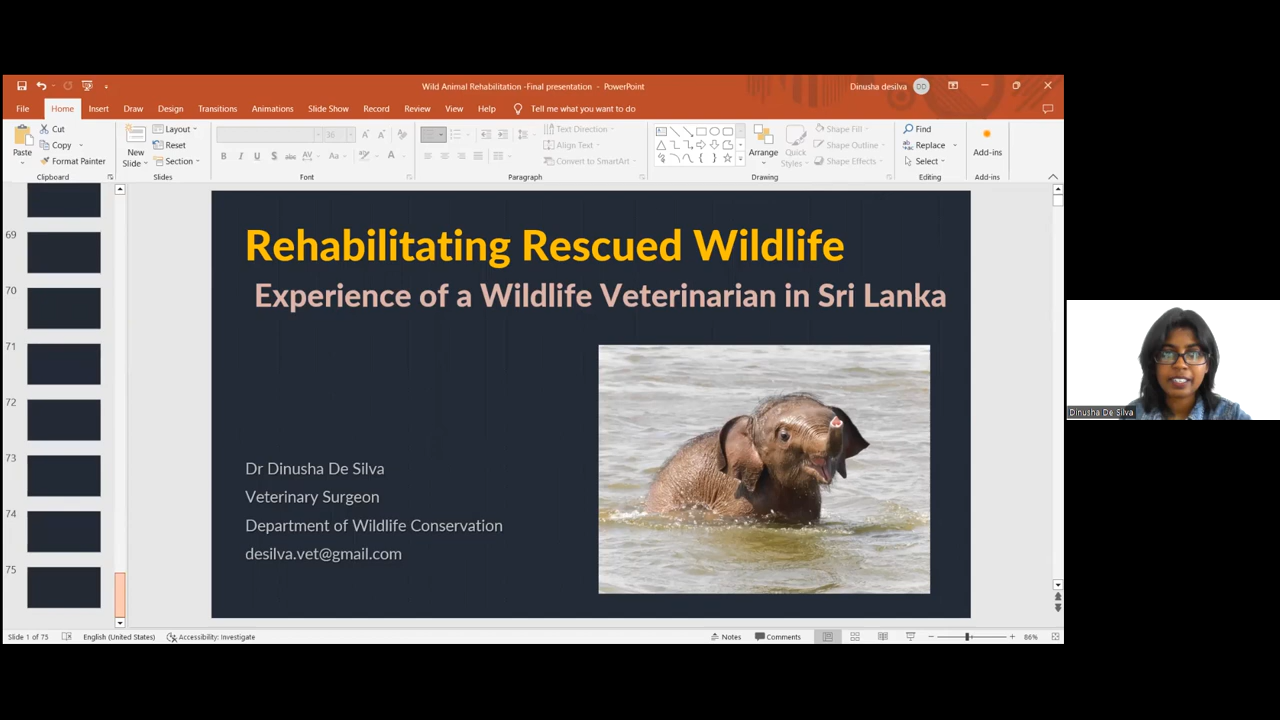 Wild Animal Rehabilitation -Final presentation - PowerPoint
Dinusha desilva
DD
File Home Insert Draw Design Transitions Animations Slide Show Record Review View Help Tell me what you want to do
Paste
Cut
Copy
Format Painter
Clipboard
New
Slide
Layout
Reset
Section
Slides
36
Font
Text Direction
Align Text
Convert to SmartArt
Paragraph
Arrange
Quick
Styles
Shape Fill
Shape Outline
Shape Effects
Drawing
Find
Replace
Select
Editing
Add-ins
Add-ins
69
70
71
72
73
74
75
Rehabilitating Rescued Wildlife
Experience of a Wildlife Veterinarian in Sri Lanka
Dr Dinusha De Silva
Veterinary Surgeon
Department of Wildlife Conservation
desilva.vet@gmail.com
Dinusha De Silva
Slide 1 of 75 English (United States) Accessibility: Investigate Notes Comments 86%